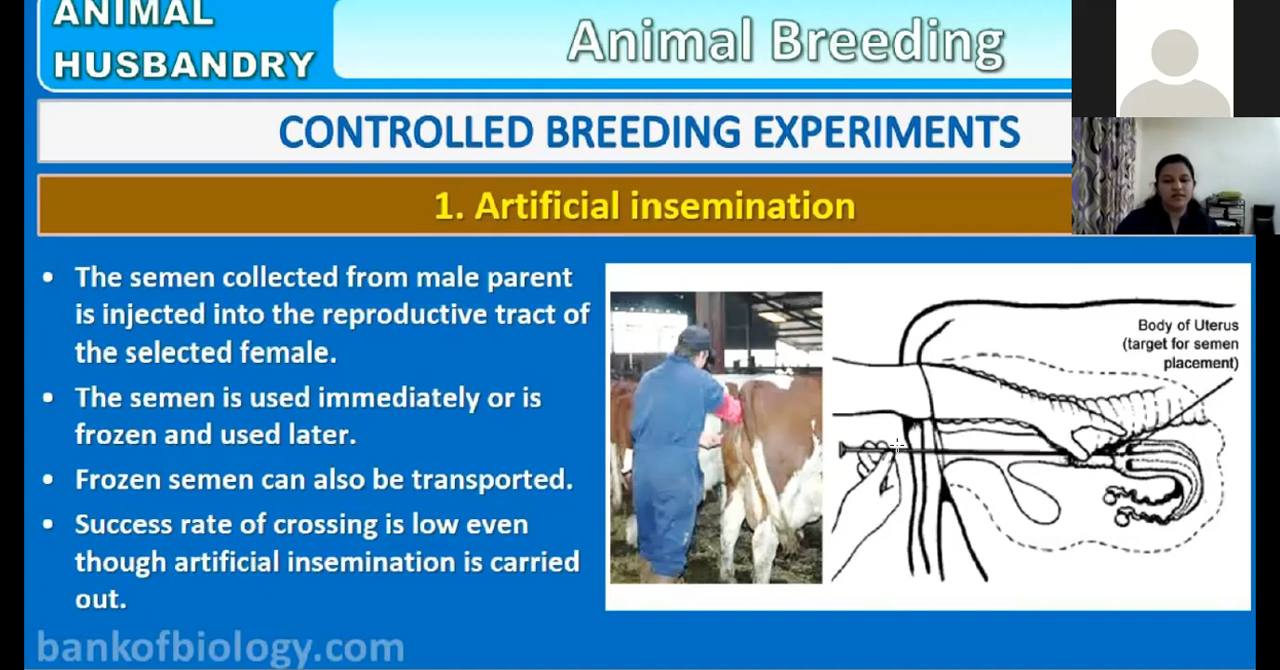 ANIMAL
HUSBANDRY
Animal Breeding
CONTROLLED BREEDING EXPERIMENTS
1. Artificial insemination
• The semen collected from male parent
is injected into the reproductive tract of
the selected female.
• The semen is used immediately or is
frozen and used later.
• Frozen semen can also be transported.
• Success rate of crossing is low even
though artificial insemination is carried
out.
Body of Uterus
(target for semen
placement)
bankofbiology.com